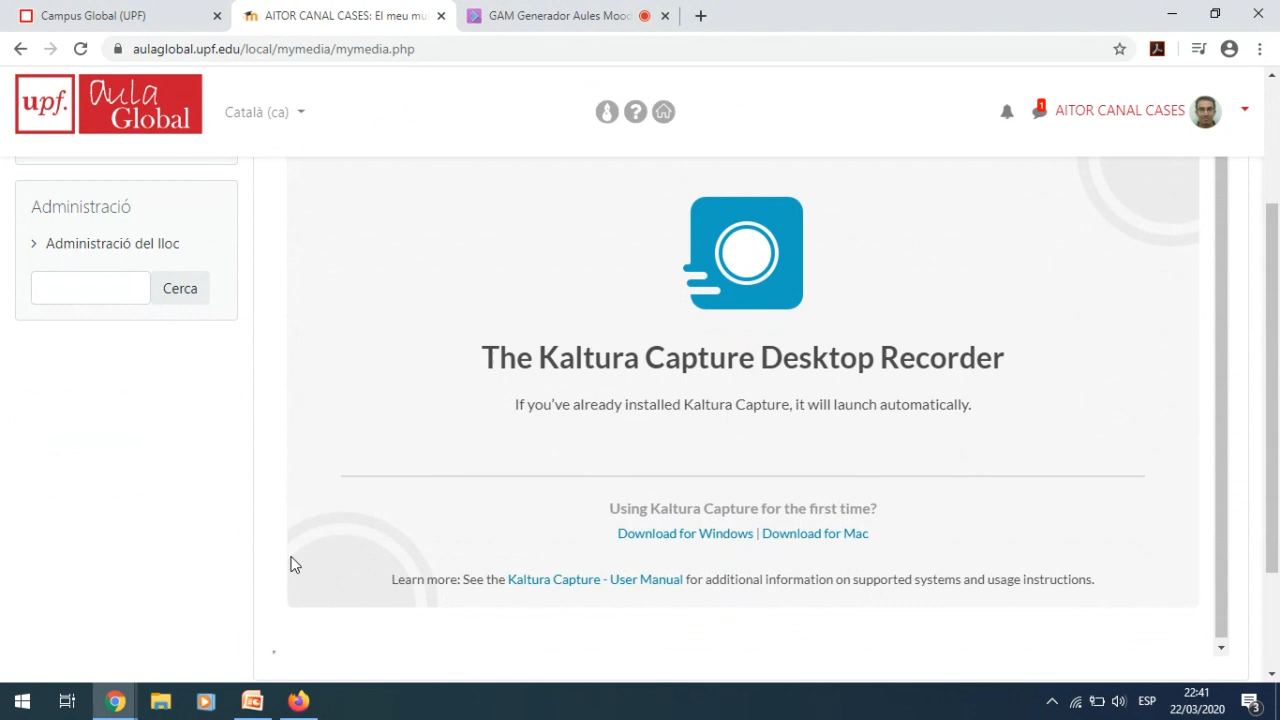 Campus Global (UPF)
AITOR CANAL CASES: El meu mu
GAM Generador Aules Mood
aulaglobal.upf.edu/local/mymedia/mymedia.php
upf.
aula
Global
Català (ca)
?
1
AITOR CANAL CASES
Administració
Administració del lloc
Cerca
The Kaltura Capture Desktop Recorder
If you've already installed Kaltura Capture, it will launch automatically.
Using Kaltura Capture for the first time?
Download for Windows | Download for Mac
Learn more: See the Kaltura Capture - User Manual for additional information on supported systems and usage instructions.
ESP
22:41
22/03/2020
3